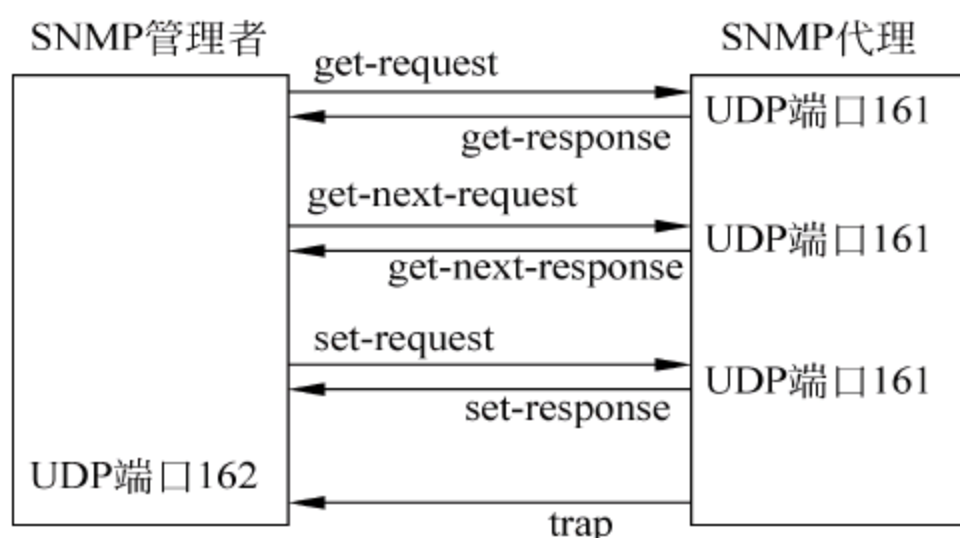 SNMP管理者
SNMP代理
get-request
UDP端口161
get-response
get-next-request
UDP端口161
get-next-response
set-request
UDP端口161
set-response
UDP端口162
trap